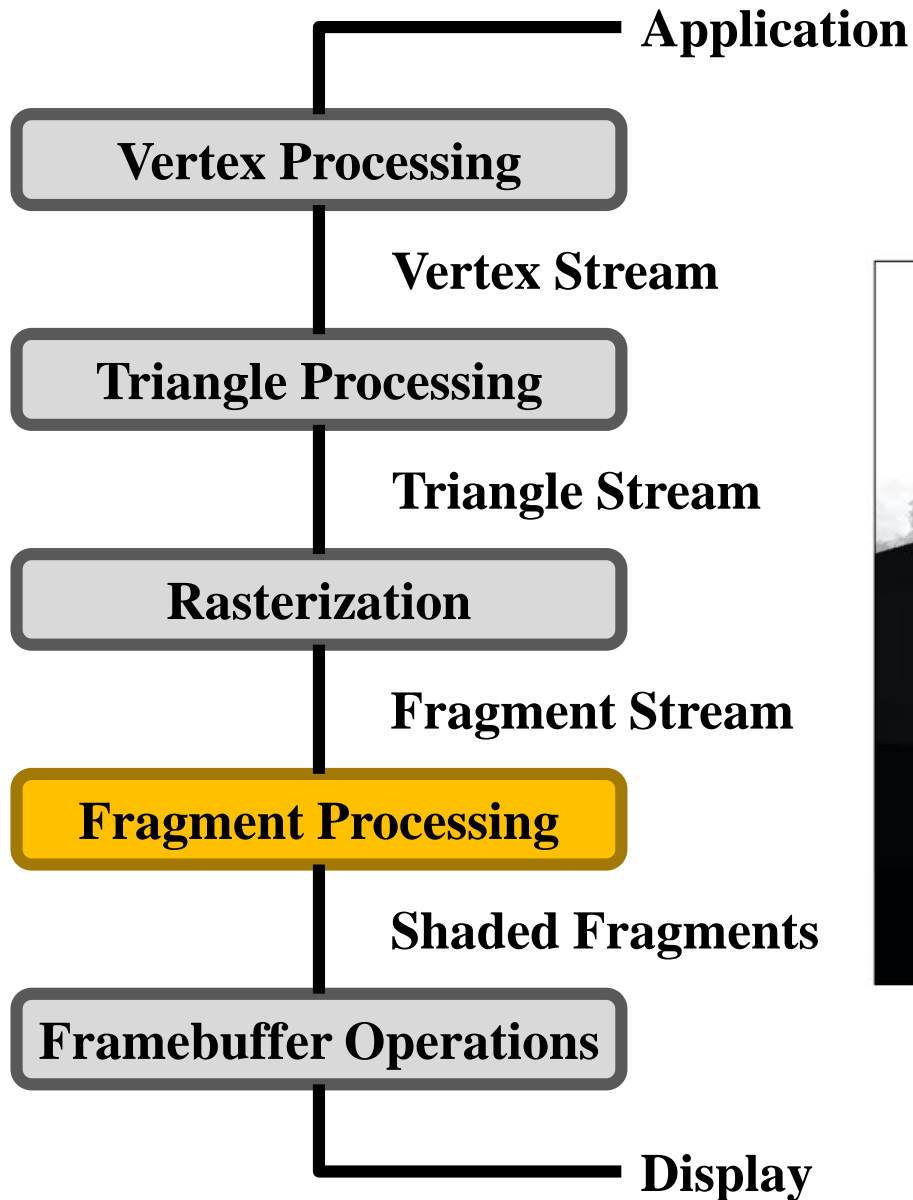 Application
Vertex Processing
Vertex Stream
Triangle Processing
Triangle Stream
Rasterization
Fragment Stream
Fragment Processing
Shaded Fragments
Framebuffer Operations
Display